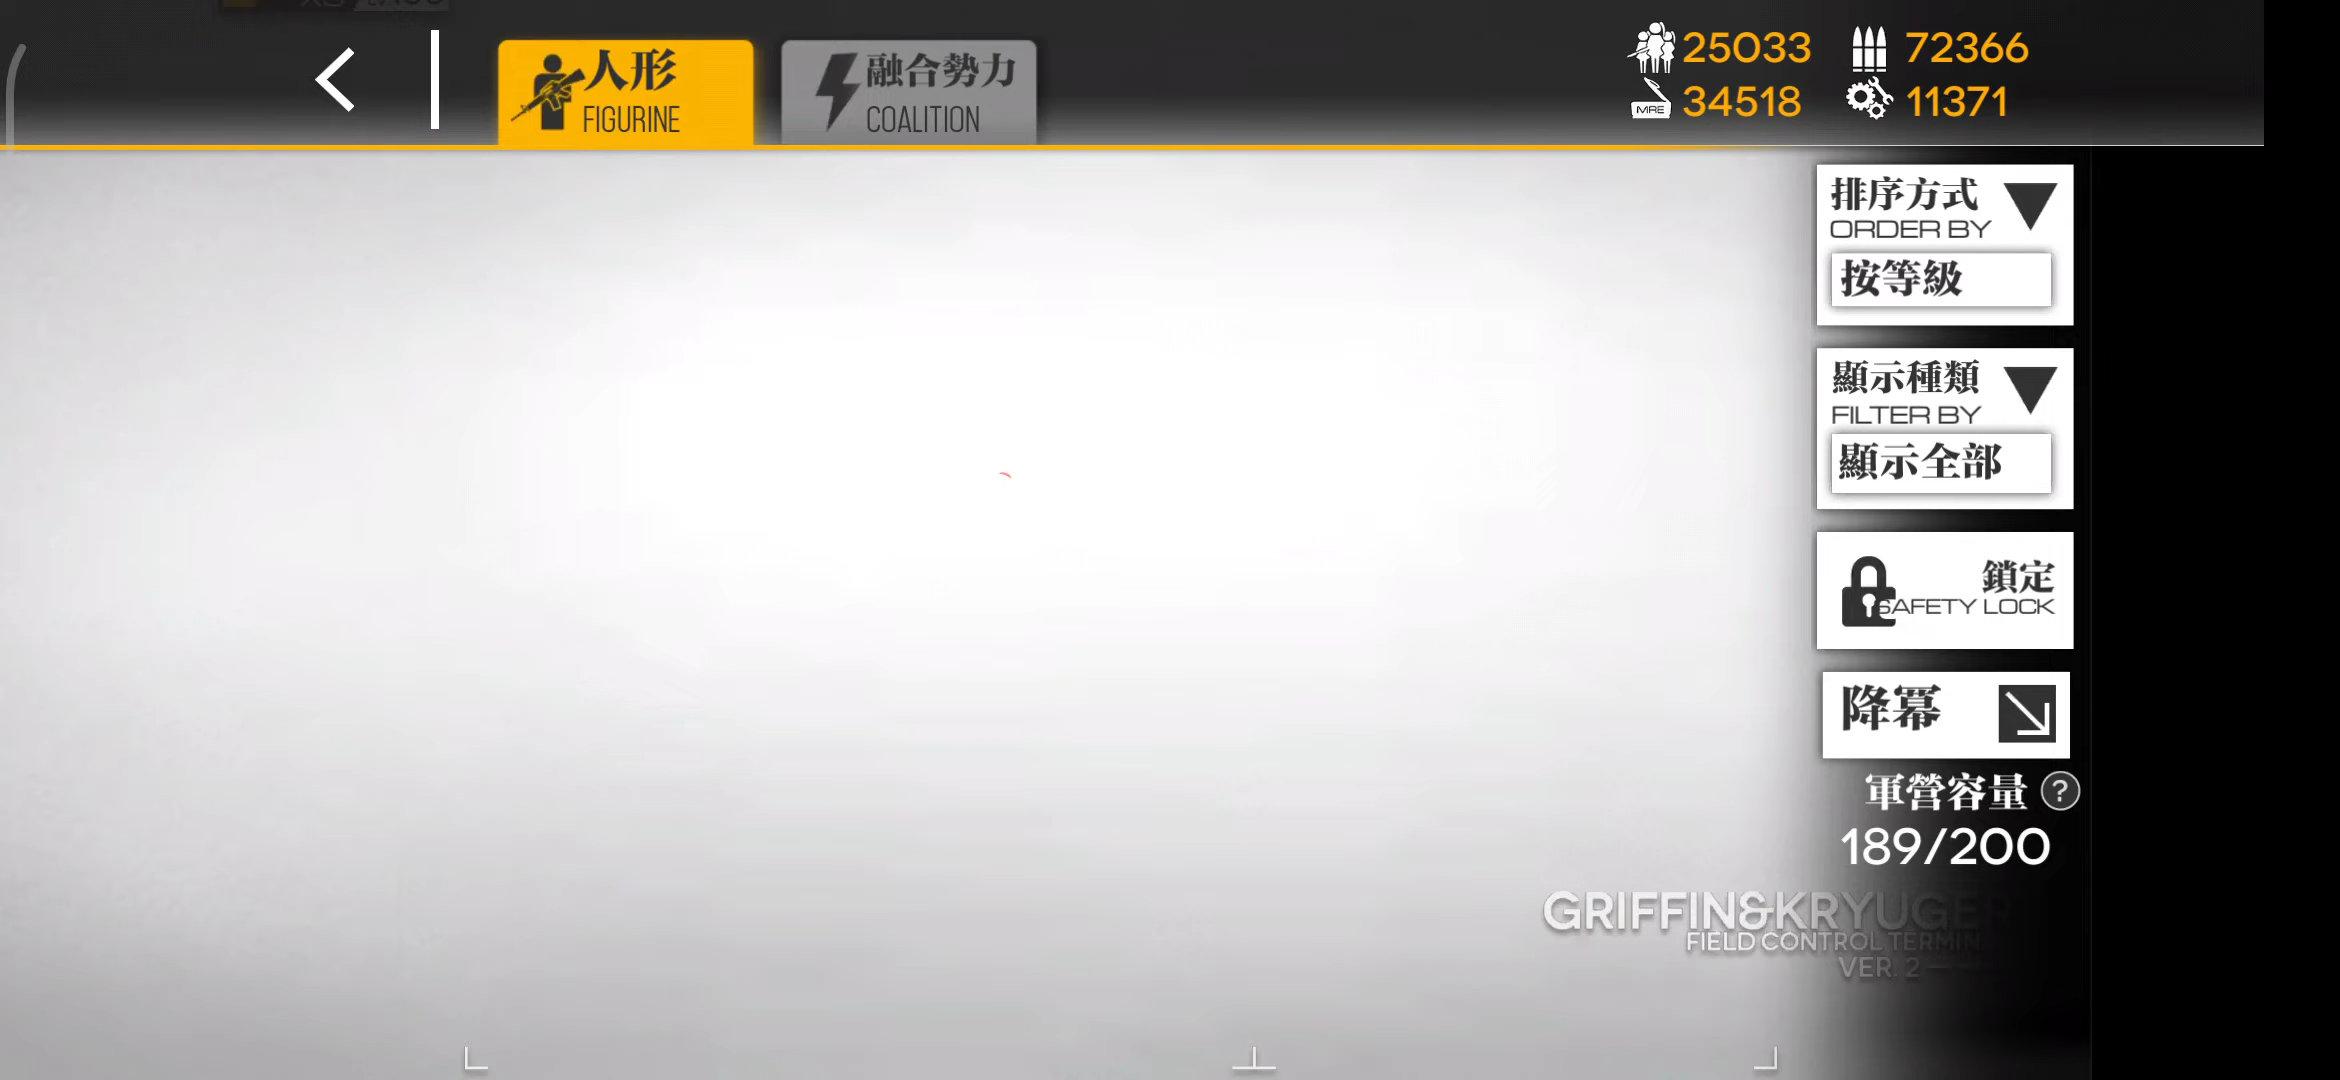 人形
FIGURINE
融合勢力
COALITION
25033
72366
MRE
34518
11371
排序方式
ORDER BY
按等級
顯示種類
FILTER BY
顯示全部
鎖定
SAFETY LOCK
降冪
軍營容量 ?
189/200
GRIFFIN&KRYUGER
FIELD CONTROL TERMIN
VER. 2